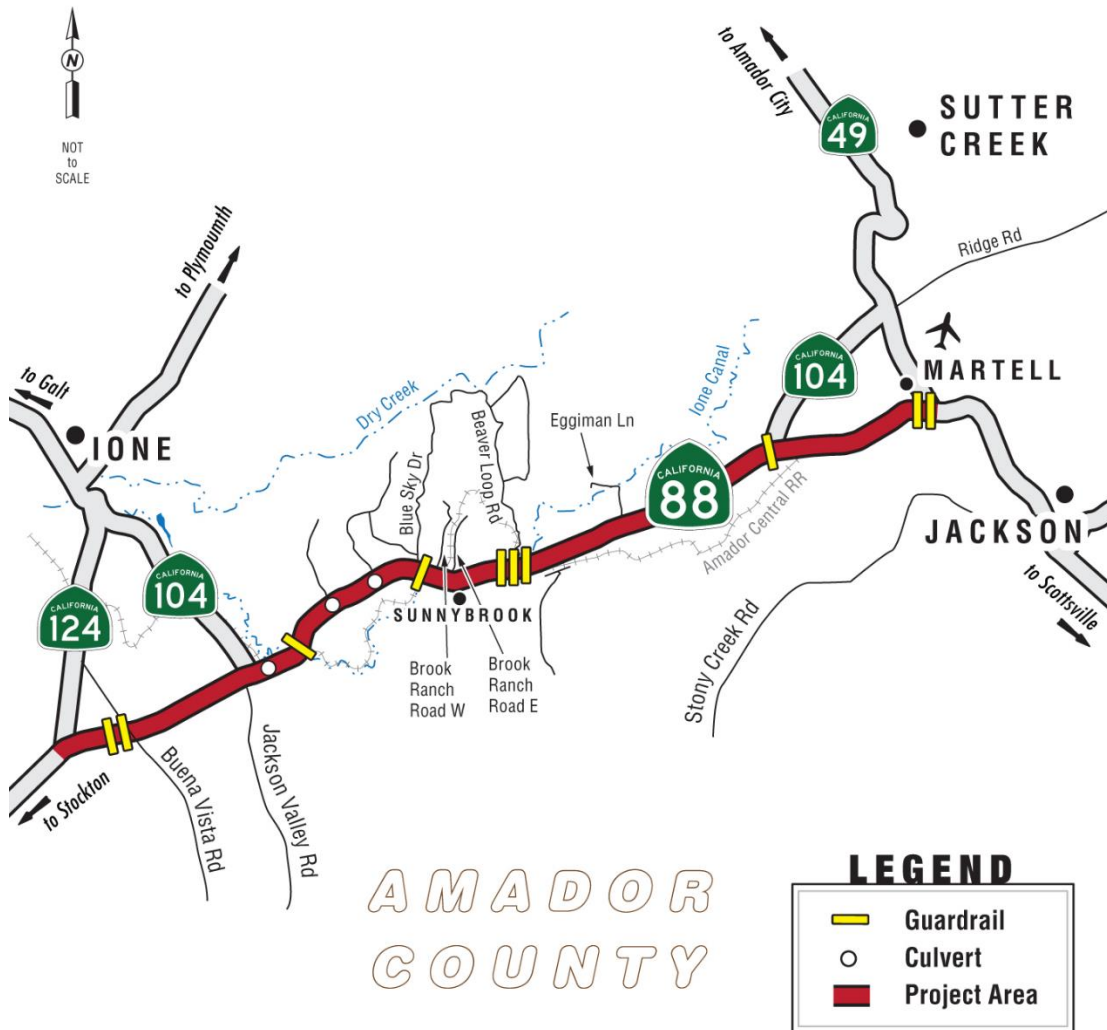 N
NOT
to
SCALE
to Amador City
CALIFORNIA
49
SUTTER
CREEK
to Plymoumth
Ridge Rd
to Galt
IONE
Dry Creek
Ione Canal
CALIFORNIA
104
MARTELL
Eggiman Ln
Blue Sky Dr
Beaver Loop Rd
CALIFORNIA
88
Amador Central RR
JACKSON
to Scottsville
CALIFORNIA
124
CALIFORNIA
104
SUNNYBROOK
Brook
Ranch
Road W
Brook
Ranch
Road E
Stony Creek Rd
to Stockton
Buena Vista Rd
Jackson Valley Rd
AMADOR
COUNTY
LEGEND
Guardrail
Culvert
Project Area